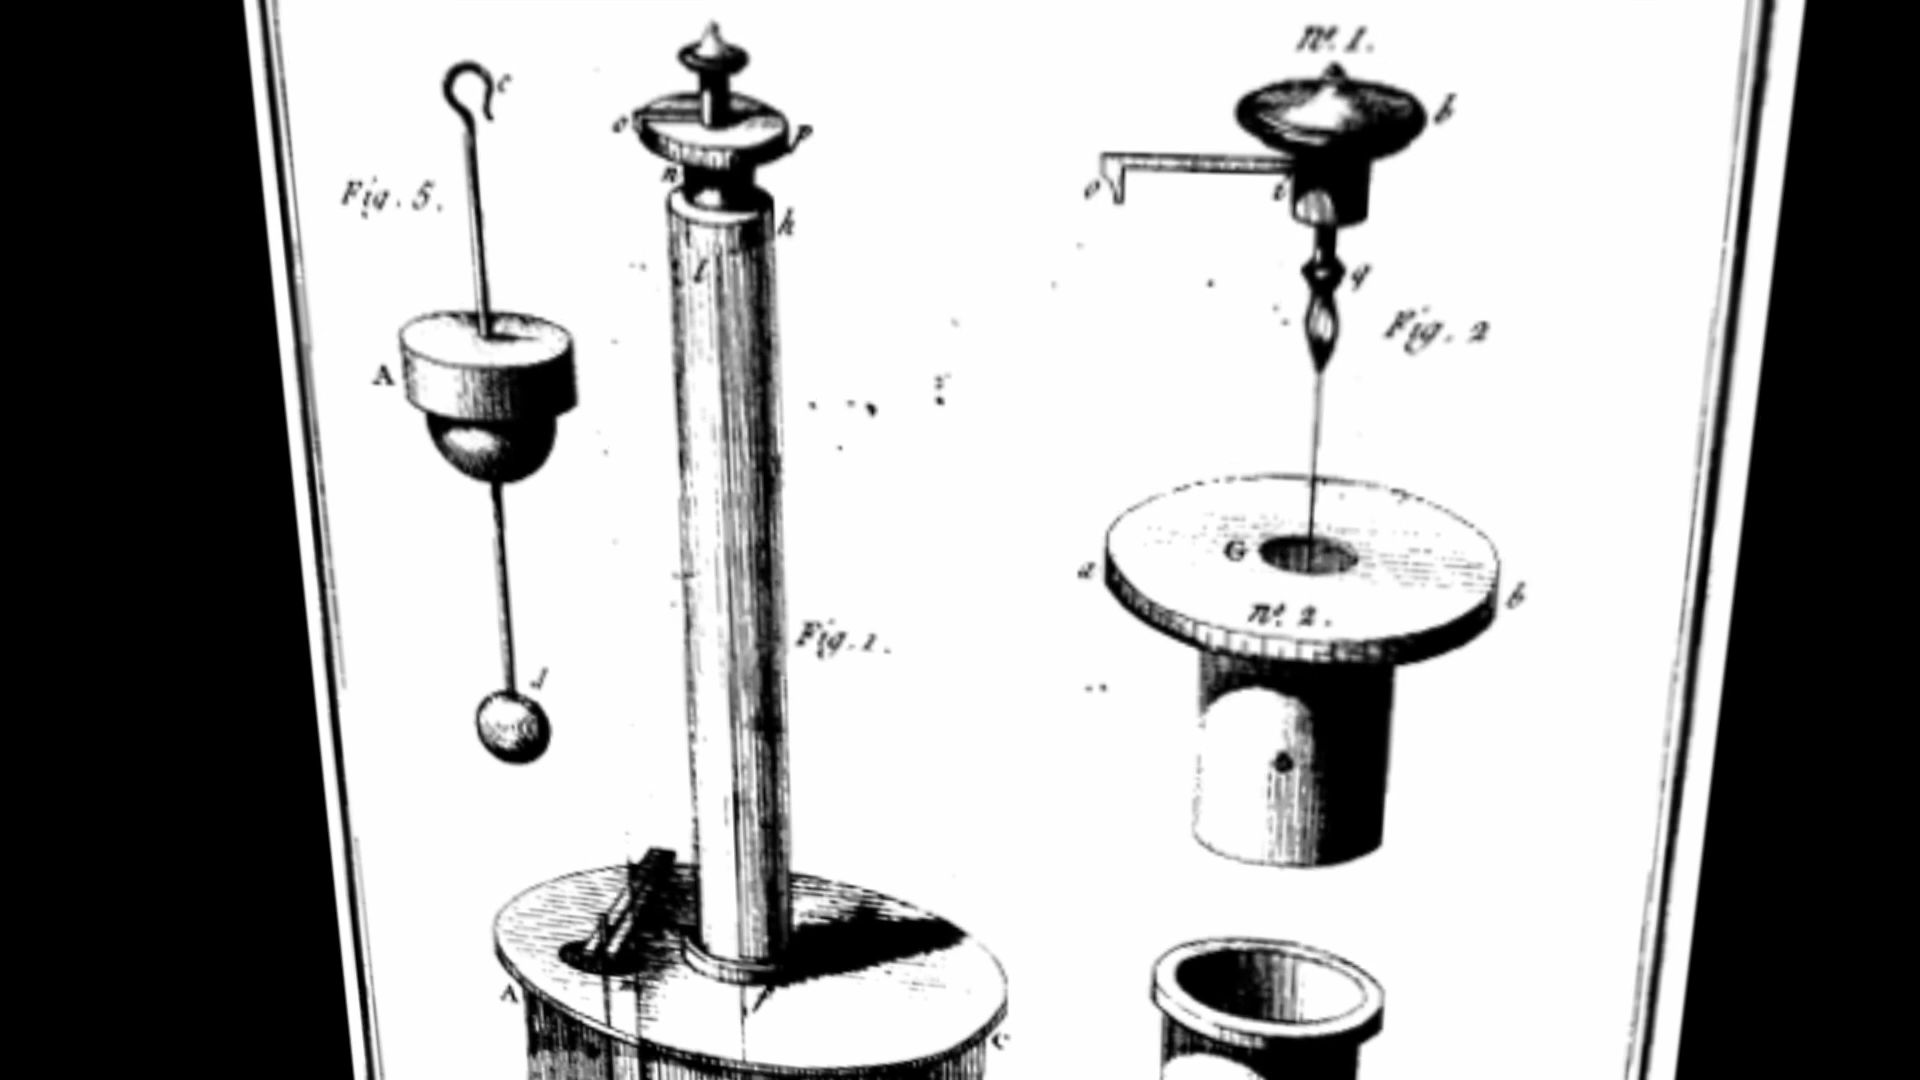 Nº. 1.
c
b
o
p
Fig. 5.
n
o
i
h
l
q
Fig. 2
A
G
a
b
nº. 2.
Fig. 1.
d
A
f
C